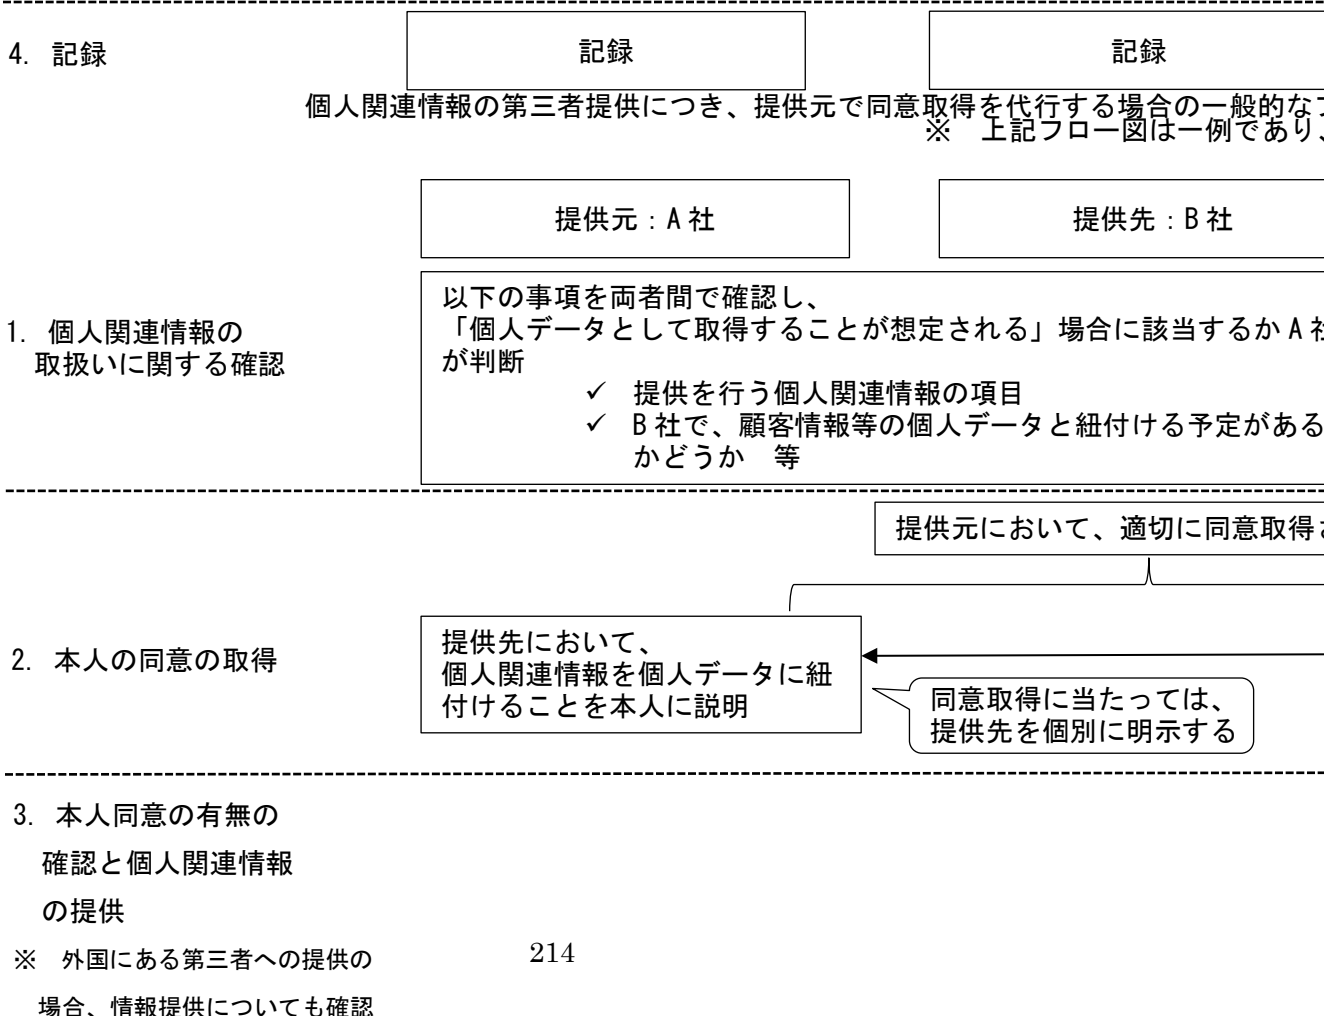 4. 記録
記録
記録
個人関連情報の第三者提供につき、提供元で同意取得を代行する場合の一般的な
※　上記フロー図は一例であり、
提供元：A 社
提供先：B 社
1. 個人関連情報の
取扱いに関する確認
以下の事項を両者間で確認し、
「個人データとして取得することが想定される」場合に該当するか A 社
が判断
✓ 提供を行う個人関連情報の項目
✓ B 社で、顧客情報等の個人データと紐付ける予定がある
かどうか　等
提供元において、適切に同意取得
2. 本人の同意の取得
提供先において、
個人関連情報を個人データに紐
付けることを本人に説明
同意取得に当たっては、
提供先を個別に明示する
3. 本人同意の有無の
確認と個人関連情報
の提供
※　外国にある第三者への提供の
場合、情報提供についても確認
214